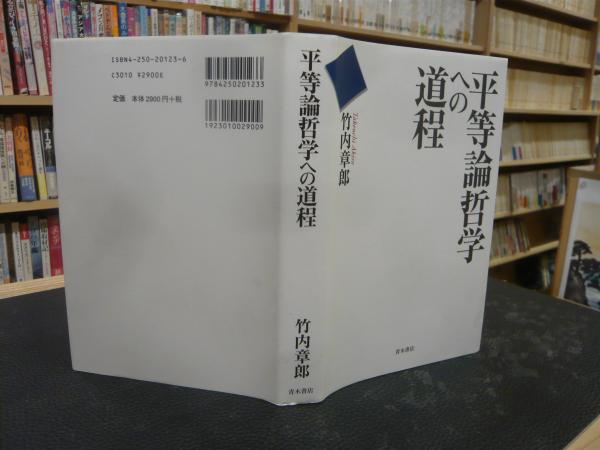 ISBN4-250-20123-6
C3010 ¥2900E
定価 本体2900円+税
9784250201233
1923010029009
平等論哲学への道程
竹内章郎
青木書店
平等論哲学
への
道程
Takeuchi Akiro
竹内章郎
青木書店